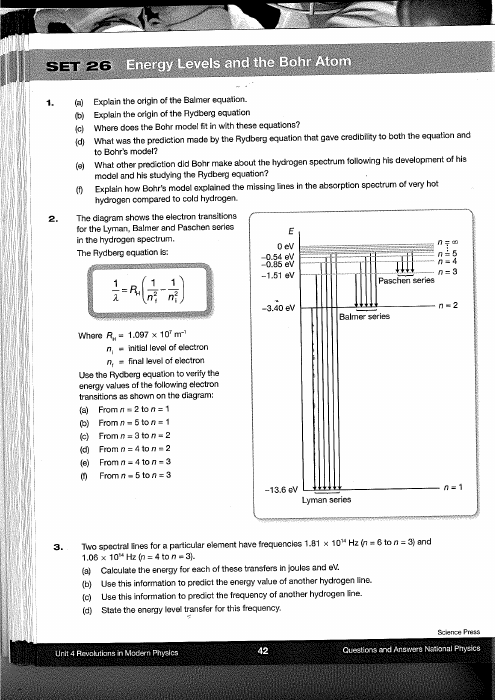 SET 26 Energy Levels and the Bohr Atom
1. (a) Explain the origin of the Balmer equation.
(b) Explain the origin of the Rydberg equation
(c) Where does the Bohr model fit in with these equations?
(d) What was the prediction made by the Rydberg equation that gave credibility to both the equation and
to Bohr's model?
(e) What other prediction did Bohr make about the hydrogen spectrum following his development of his
model and his studying the Rydberg equation?
(f) Explain how Bohr's model explained the missing lines in the absorption spectrum of very hot
hydrogen compared to cold hydrogen.
2. The diagram shows the electron transitions
for the Lyman, Balmer and Paschen series
in the hydrogen spectrum.
The Rydberg equation is:
1/λ = R_H (1/n_f² − 1/n_i²)
Where R_H = 1.097 × 10⁷ m⁻¹
n_i = initial level of electron
n_f = final level of electron
Use the Rydberg equation to verify the
energy values of the following electron
transitions as shown on the diagram:
(a) From n = 2 to n = 1
(b) From n = 5 to n = 1
(c) From n = 3 to n = 2
(d) From n = 4 to n = 2
(e) From n = 4 to n = 3
(f) From n = 5 to n = 3
E
0 eV
-0.54 eV
-0.85 eV
-1.51 eV
-3.40 eV
-13.6 eV
n = ∞
n = 5
n = 4
n = 3
Paschen series
n = 2
Balmer series
n = 1
Lyman series
3. Two spectral lines for a particular element have frequencies 1.81 × 10¹⁴ Hz (n = 6 to n = 3) and
1.06 × 10¹⁴ Hz (n = 4 to n = 3).
(a) Calculate the energy for each of these transfers in joules and eV.
(b) Use this information to predict the energy value of another hydrogen line.
(c) Use this information to predict the frequency of another hydrogen line.
(d) State the energy level transfer for this frequency.
Science Press
Unit 4 Revolutions in Modern Physics
42
Questions and Answers National Physics